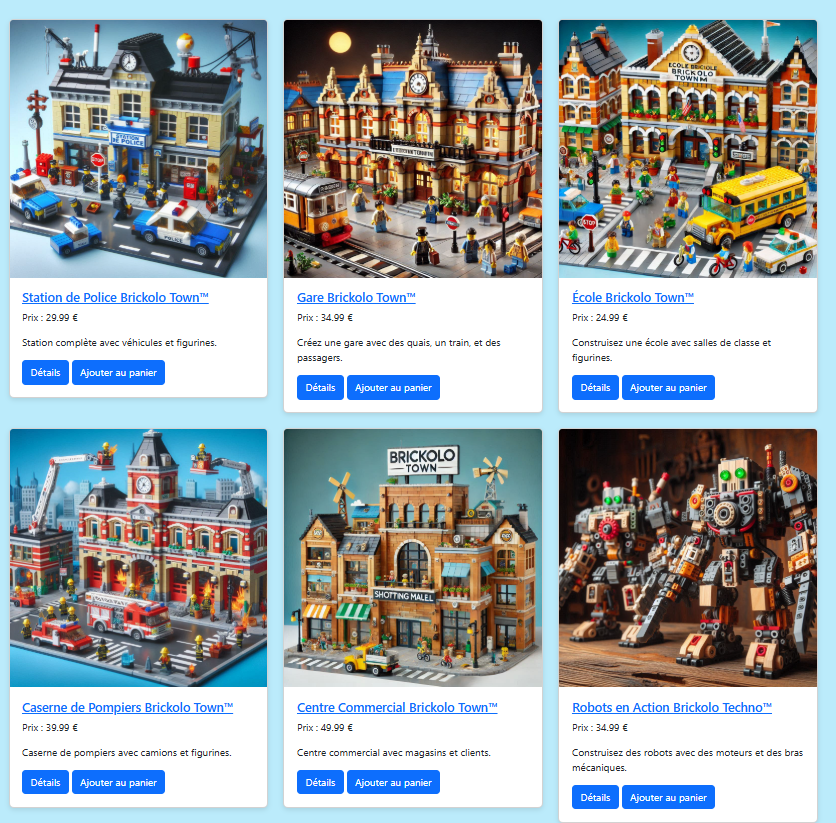 STATION
DE POLICE
STOP
POLICE
Station de Police Brickolo Town™
Prix : 29.99 €
Station complète avec véhicules et figurines.
Détails
Ajouter au panier
Gare Brickolo Town™
Prix : 34.99 €
Créez une gare avec des quais, un train, et des
passagers.
Détails
Ajouter au panier
BRICKOLO
STOP
École Brickolo Town™
Prix : 24.99 €
Construisez une école avec salles de classe et
figurines.
Détails
Ajouter au panier
Caserne de Pompiers Brickolo Town™
Prix : 39.99 €
Caserne de pompiers avec camions et figurines.
Détails
Ajouter au panier
BRICKOLO
TOWN
SHOTTING MALEL
Centre Commercial Brickolo Town™
Prix : 49.99 €
Centre commercial avec magasins et clients.
Détails
Ajouter au panier
Robots en Action Brickolo Techno™
Prix : 34.99 €
Construisez des robots avec des moteurs et des bras
mécaniques.
Détails
Ajouter au panier